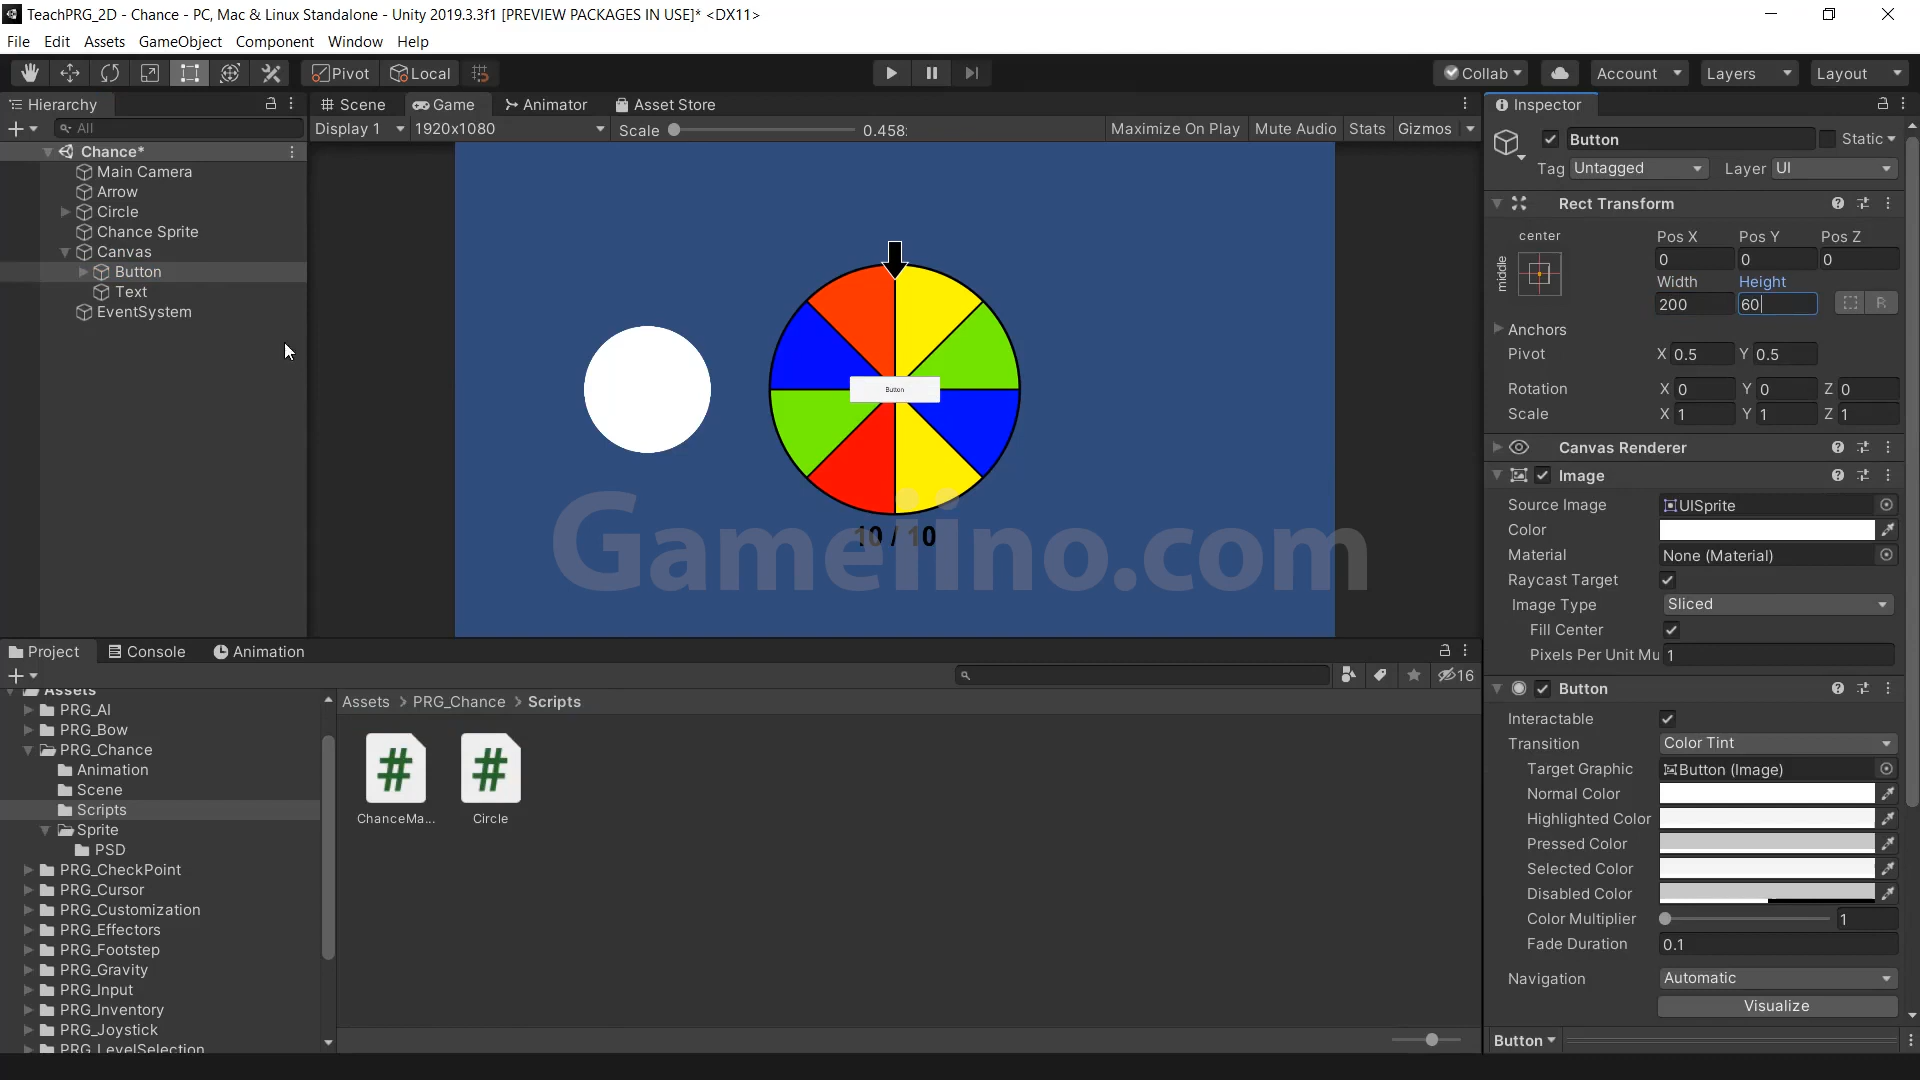 TeachPRG_2D - Chance - PC, Mac & Linux Standalone - Unity 2019.3.3f1 [PREVIEW PACKAGES IN USE]* <DX11>
File Edit Assets GameObject Component Window Help
Pivot Local Collab Account Layers Layout
Hierarchy
All
Chance*
Main Camera
Arrow
Circle
Chance Sprite
Canvas
Button
Text
EventSystem
Scene Game Animator Asset Store
Display 1 1920x1080 Scale 0.458: Maximize On Play Mute Audio Stats Gizmos
Button
10 / 10
Gameiino.com
Inspector
Button Static
Tag Untagged Layer UI
Rect Transform
center
middle
Pos X Pos Y Pos Z
0 0 0
Width Height
200 60 R
Anchors
Pivot X 0.5 Y 0.5
Rotation X 0 Y 0 Z 0
Scale X 1 Y 1 Z 1
Canvas Renderer
Image
Source Image UISprite
Color
Material None (Material)
Raycast Target
Image Type Sliced
Fill Center
Pixels Per Unit Mu 1
Button
Interactable
Transition Color Tint
Target Graphic Button (Image)
Normal Color
Highlighted Color
Pressed Color
Selected Color
Disabled Color
Color Multiplier 1
Fade Duration 0.1
Navigation Automatic
Visualize
Button
Project Console Animation
16
Assets
PRG_AI
PRG_Bow
PRG_Chance
Animation
Scene
Scripts
Sprite
PSD
PRG_CheckPoint
PRG_Cursor
PRG_Customization
PRG_Effectors
PRG_Footstep
PRG_Gravity
PRG_Input
PRG_Inventory
PRG_Joystick
PRG_LevelSelection
Assets > PRG_Chance > Scripts
# #
ChanceMa... Circle